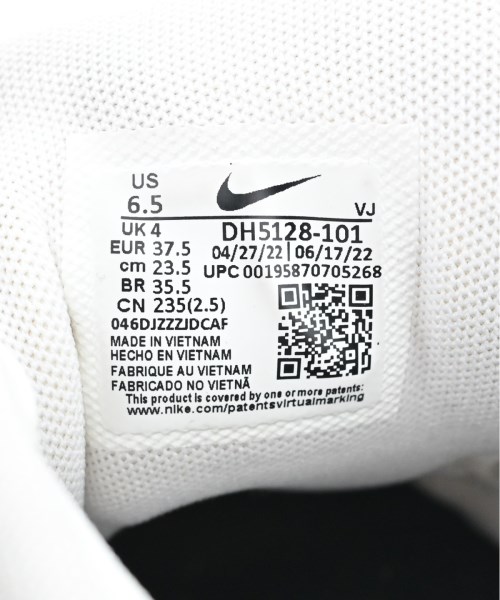 US
6.5
VJ
UK 4
DH5128-101
EUR 37.5
04/27/22 | 06/17/22
cm 23.5
UPC 00195870705268
BR 35.5
CN 235(2.5)
046DJZZZJDCAF
MADE IN VIETNAM
HECHO EN VIETNAM
FABRIQUE AU VIETNAM
FABRICADO NO VIETNÃ
This product is covered by one or more patents:
www.nike.com/patentsvirtualmarking